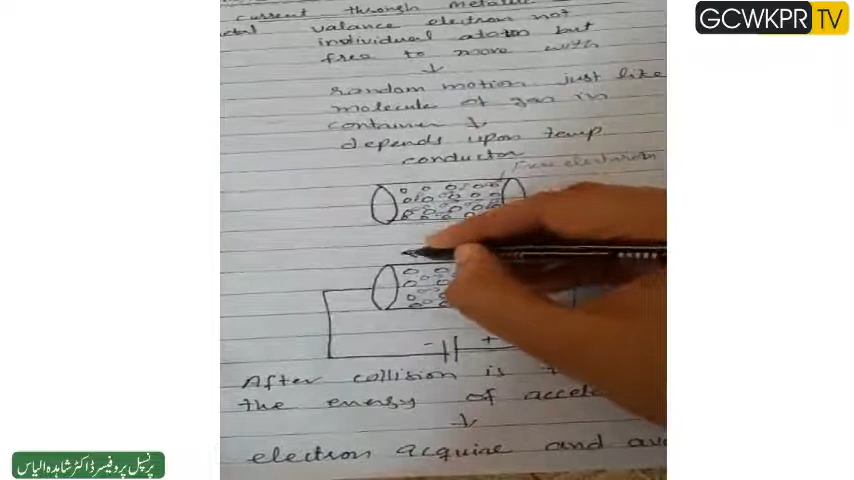 GCWKPR TV
current through metallic
valance electron not
individual atom but
free to move with
random motion just like
molecule of gas in
container
depends upon temp
conductor
Free electron
- +
After collision is
the energy of accele
electron acquire and av
پرنسپل پروفیسر ڈاکٹر شاہدہ الیاس